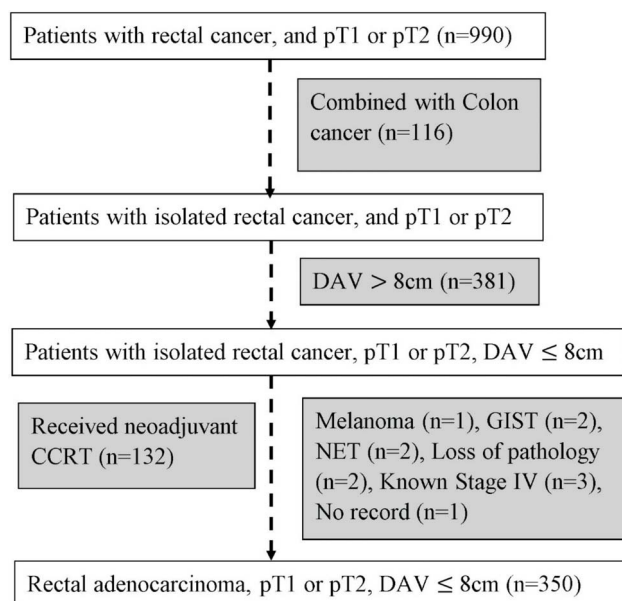 Patients with rectal cancer, and pT1 or pT2 (n=990)
Combined with Colon
cancer (n=116)
Patients with isolated rectal cancer, and pT1 or pT2
DAV > 8cm (n=381)
Patients with isolated rectal cancer, pT1 or pT2, DAV ≤ 8cm
Received neoadjuvant
CCRT (n=132)
Melanoma (n=1), GIST (n=2),
NET (n=2), Loss of pathology
(n=2), Known Stage IV (n=3),
No record (n=1)
Rectal adenocarcinoma, pT1 or pT2, DAV ≤ 8cm (n=350)